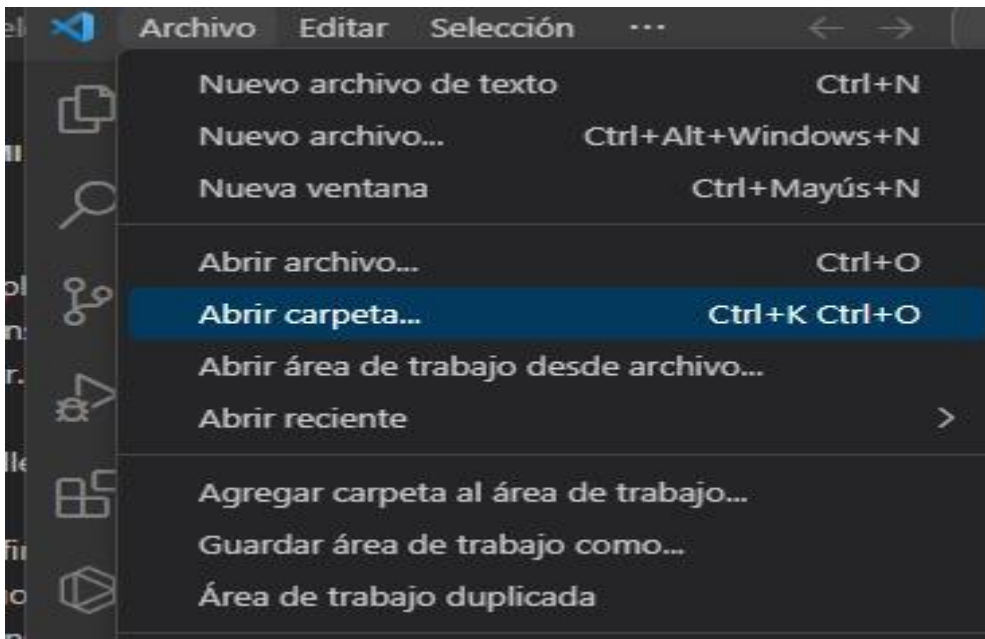 Archivo Editar Selección ...
Nuevo archivo de texto Ctrl+N
Nuevo archivo... Ctrl+Alt+Windows+N
Nueva ventana Ctrl+Mayús+N
Abrir archivo... Ctrl+O
Abrir carpeta... Ctrl+K Ctrl+O
Abrir área de trabajo desde archivo...
Abrir reciente
Agregar carpeta al área de trabajo...
Guardar área de trabajo como...
Área de trabajo duplicada